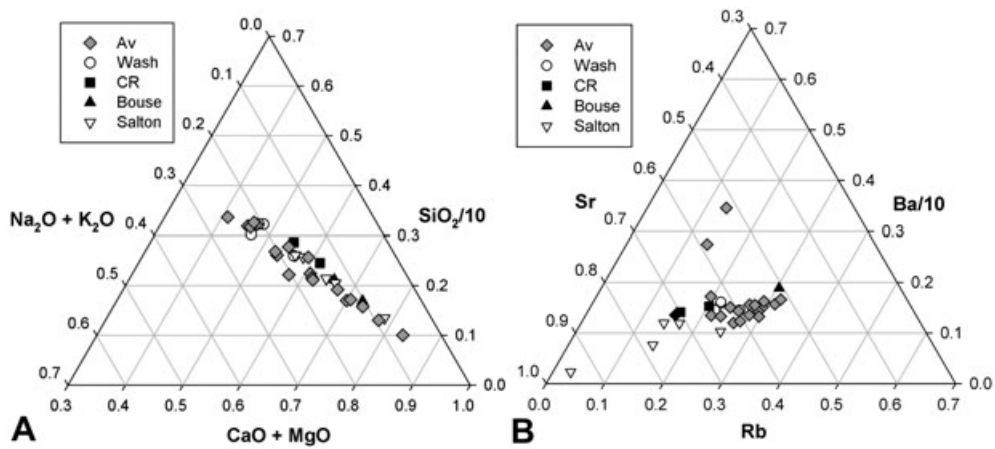 Av
Wash
CR
Bouse
Salton
0.0
0.7
0.1
0.6
0.2
0.5
0.3
0.4
Na2O + K2O
0.4
0.3
SiO2/10
0.5
0.2
0.6
0.1
0.7
0.0
0.3 0.4 0.5 0.6 0.7 0.8 0.9 1.0
CaO + MgO
A
Av
Wash
CR
Bouse
Salton
0.3
0.7
0.4
0.6
0.5
0.5
0.6
0.4
Sr
0.7
0.3
Ba/10
0.8
0.2
0.9
0.1
1.0
0.0
0.0 0.1 0.2 0.3 0.4 0.5 0.6 0.7
Rb
B